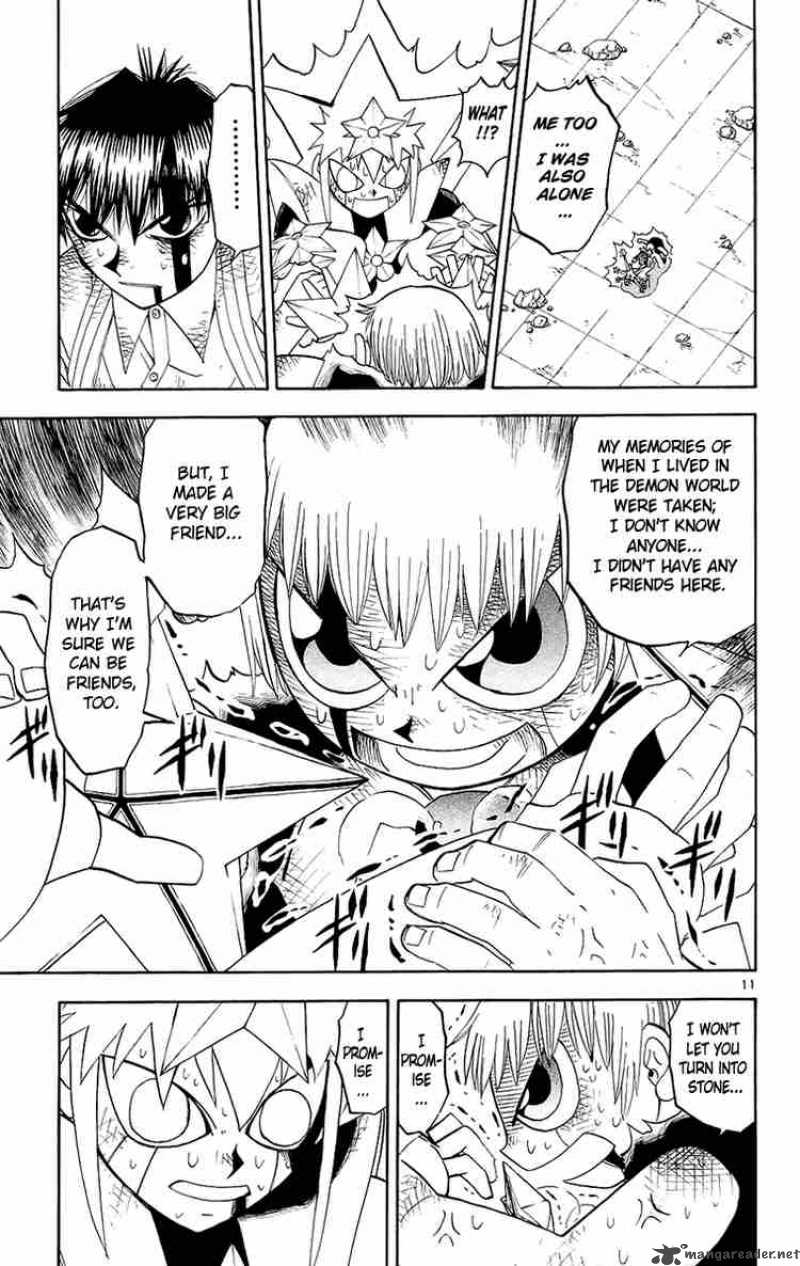 ME TOO
...
I WAS
ALSO
ALONE
...
WHAT
!!?
.........
MY MEMORIES OF
WHEN I LIVED IN
THE DEMON WORLD
WERE TAKEN;
I DON'T KNOW
ANYONE...
I DIDN'T HAVE ANY
FRIENDS HERE.
BUT, I
MADE A
VERY BIG
FRIEND...
THAT'S
WHY I'M
SURE WE
CAN BE
FRIENDS,
TOO.
11
I WON'T
LET YOU
TURN INTO
STONE...
I
PROM-
ISE
...
I
PROM-
ISE
...
mangareader.net